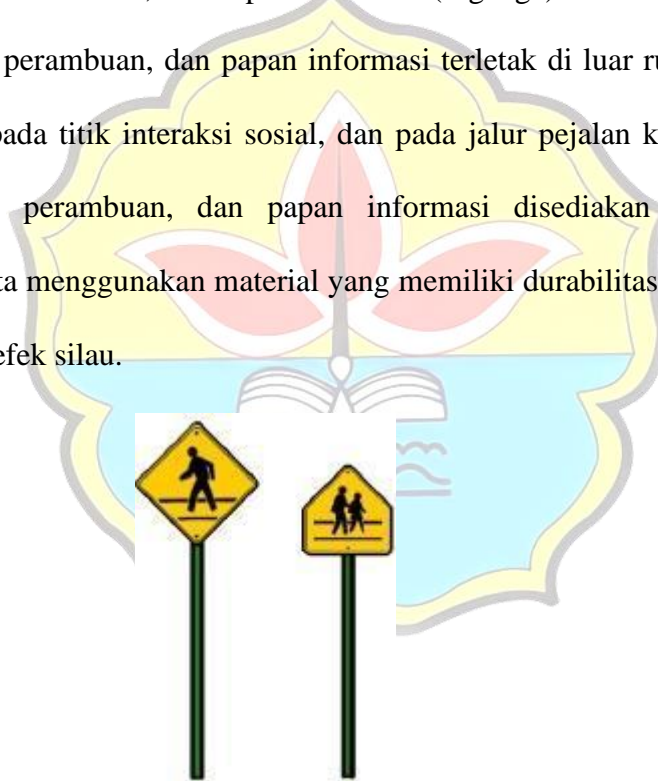 perambuan, dan papan informasi terletak di luar
pada titik interaksi sosial, dan pada jalur pejalan
perambuan, dan papan informasi disediakan
menggunakan material yang memiliki durabilitas
efek silau.